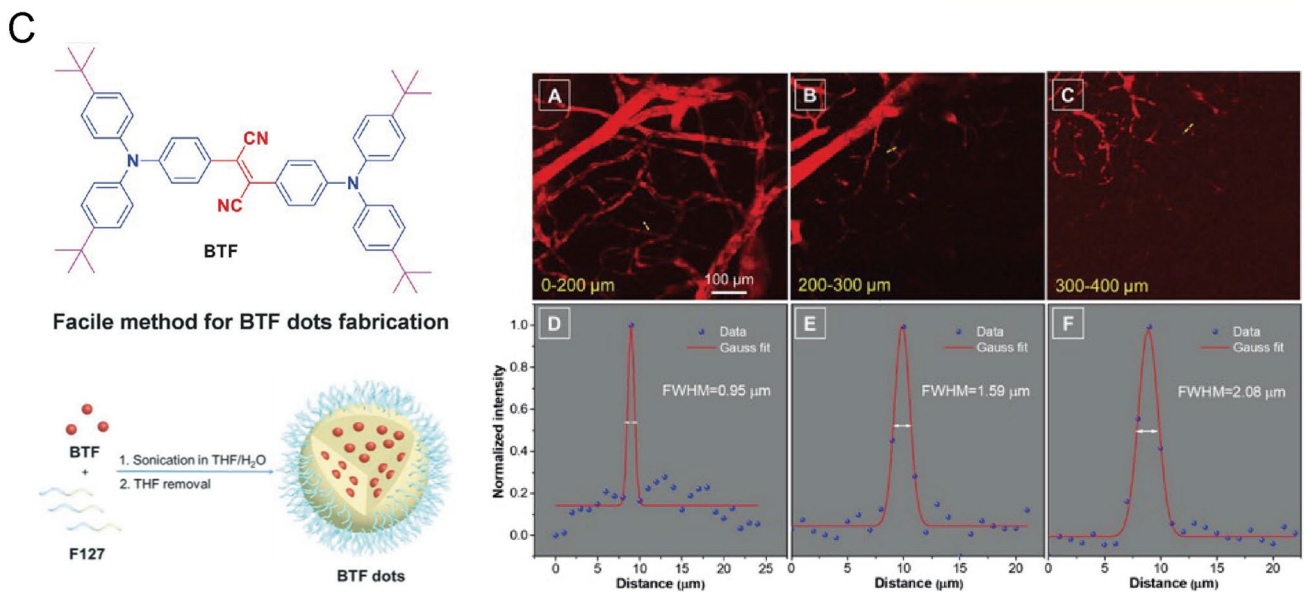 C
CN
N
N
NC
BTF
Facile method for BTF dots fabrication
BTF
+
F127
1. Sonication in THF/H₂O
2. THF removal
BTF dots
A
0-200 µm
100 µm
B
200-300 µm
C
300-400 µm
D
Data
Gauss fit
FWHM=0.95 µm
Normalized intensity
1.0
0.8
0.6
0.4
0.2
0.0
0 5 10 15 20 25
Distance (µm)
E
Data
Gauss fit
FWHM=1.59 µm
0 5 10 15 20
Distance (µm)
F
Data
Gauss fit
FWHM=2.08 µm
0 5 10 15 20
Distance (µm)